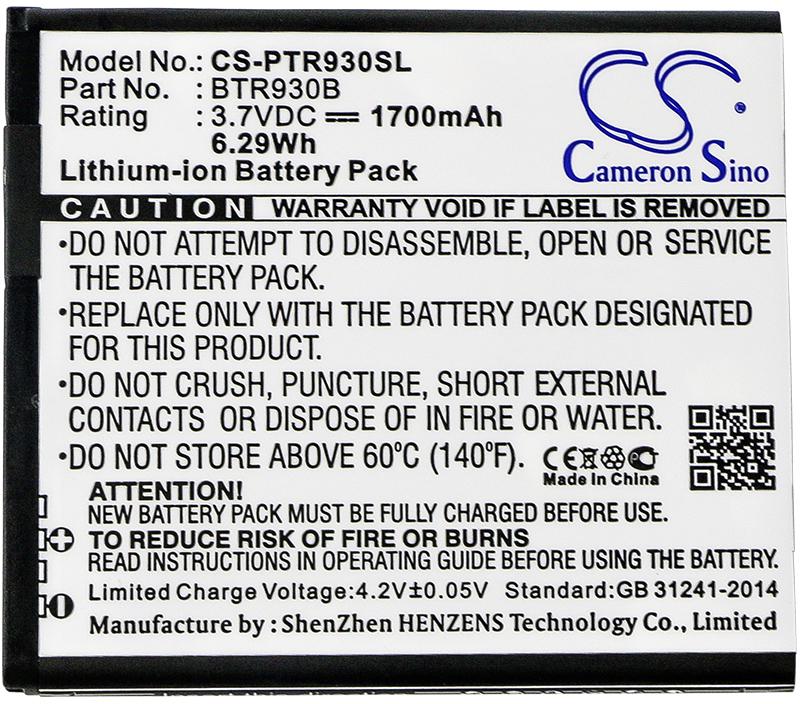 Model No.: CS-PTR930SL
Part No. : BTR930B
Rating : 3.7VDC 1700mAh
6.29Wh
Lithium-ion Battery Pack
CS
Cameron Sino
CAUTION WARRANTY VOID IF LABEL IS REMOVED
•DO NOT ATTEMPT TO DISASSEMBLE, OPEN OR SERVICE
THE BATTERY PACK.
•REPLACE ONLY WITH THE BATTERY PACK DESIGNATED
FOR THIS PRODUCT.
•DO NOT CRUSH, PUNCTURE, SHORT EXTERNAL
CONTACTS OR DISPOSE OF IN FIRE OR WATER.
•DO NOT STORE ABOVE 60°C (140°F).
CE
Made In China
ATTENTION!
NEW BATTERY PACK MUST BE FULLY CHARGED BEFORE USE.
TO REDUCE RISK OF FIRE OR BURNS
READ INSTRUCTIONS IN OPERATING GUIDE BEFORE USE.
Limited Charge Voltage:4.2V±0.05V Standard:GB 31241-2014
Manufacture by : ShenZhen HENZENS Technology Co., Limited
Insert this direction